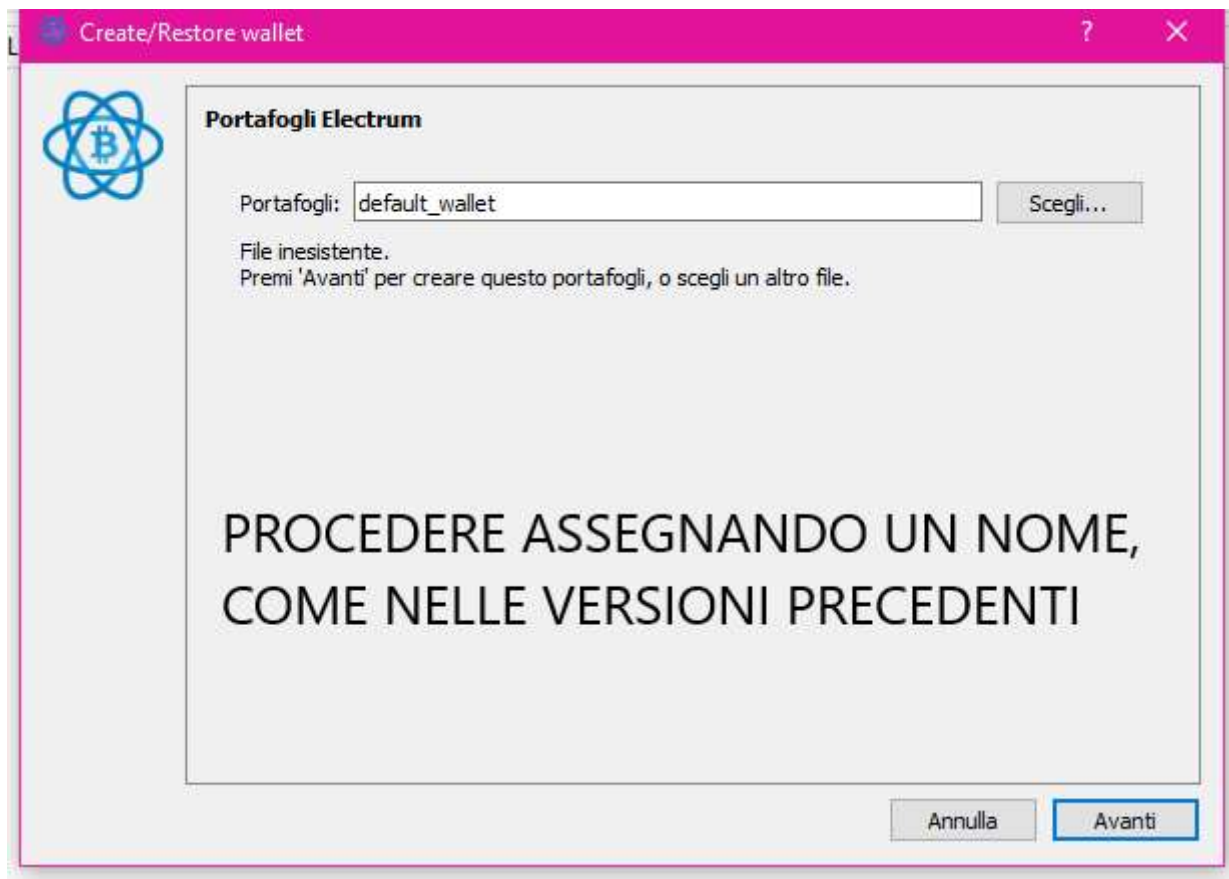 L
Create/Restore wallet
?
Portafogli Electrum
Portafogli: default_wallet Scegli...
File inesistente.
Premi 'Avanti' per creare questo portafogli, o scegli un altro file.
PROCEDERE ASSEGNANDO UN NOME,
COME NELLE VERSIONI PRECEDENTI
Annulla Avanti